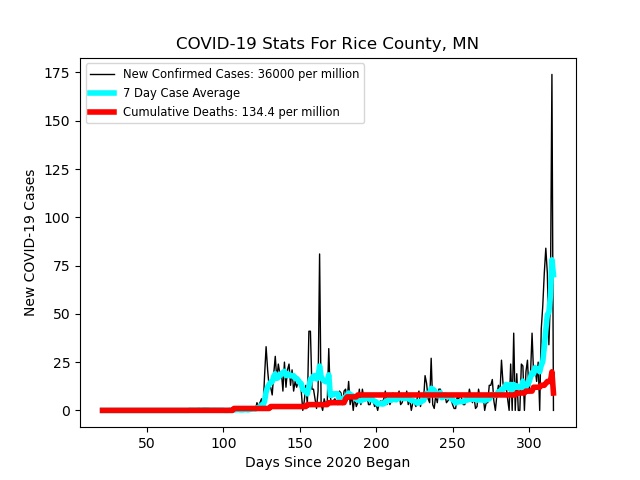 COVID-19 Stats For Rice County, MN
New Confirmed Cases: 36000 per million
7 Day Case Average
Cumulative Deaths: 134.4 per million
175
150
125
100
75
50
25
0
New COVID-19 Cases
50 100 150 200 250 300
Days Since 2020 Began